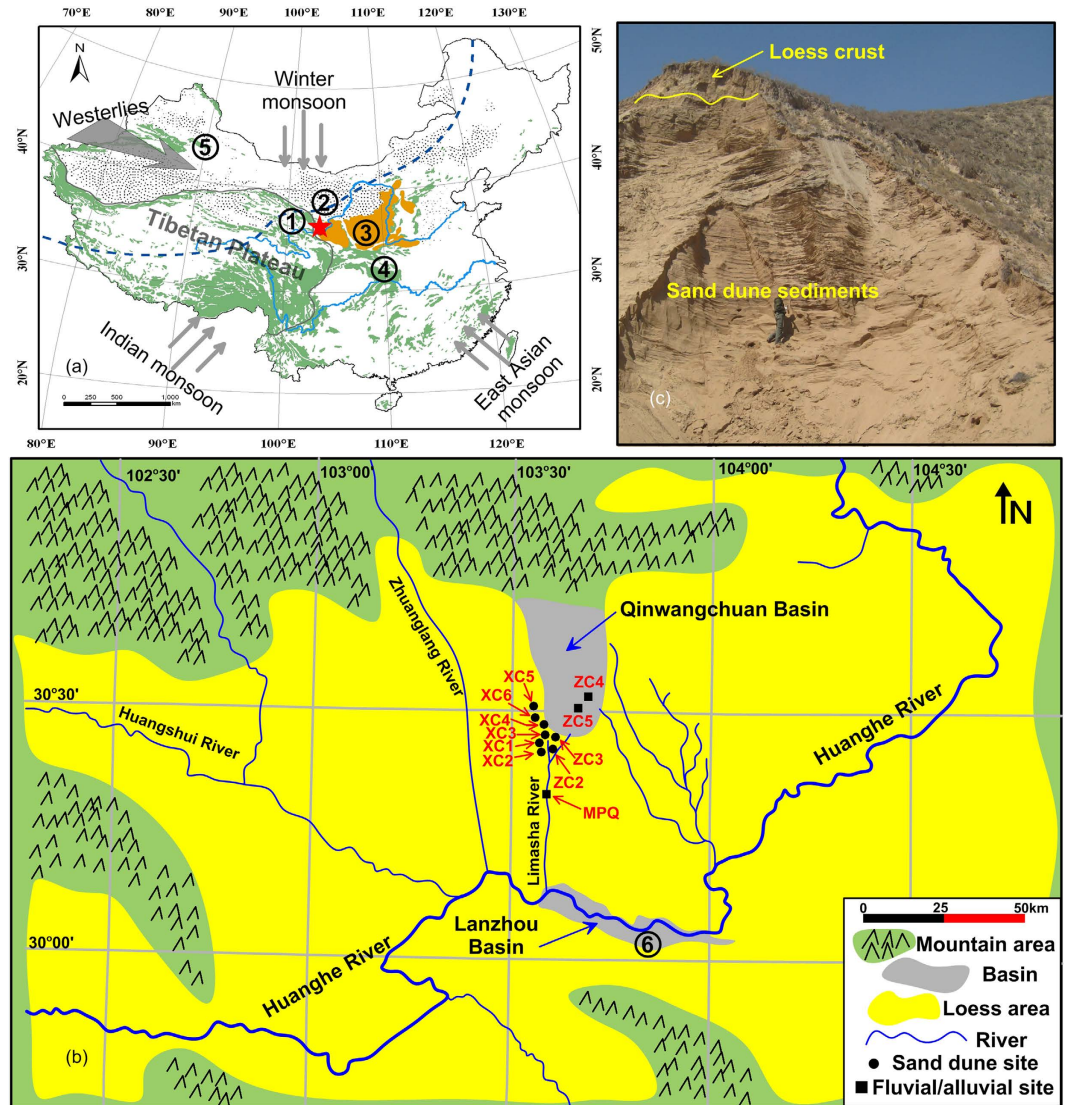 70°E
80°E
90°E
100°E
110°E
120°E
130°E
N
50°N
40°N
30°N
20°N
40°N
30°N
20°N
80°E
90°E
100°E
110°E
120°E
130°E
Westerlies
Winter
monsoon
5
2
1
3
4
Tibetan Plateau
Indian monsoon
East Asian
monsoon
(a)
0 250 500 1,000
km
Loess crust
Sand dune sediments
(c)
102°30'
103°00'
103°30'
104°00'
104°30'
N
Qinwangchuan Basin
Zhuanglang River
30°30'
Huangshui River
XC5
XC6
XC4
XC3
XC1
XC2
ZC4
ZC5
ZC3
ZC2
MPQ
Limasha River
Huanghe River
Lanzhou
Basin
6
30°00'
Huanghe River
(b)
0 25 50km
Mountain area
Basin
Loess area
River
Sand dune site
Fluvial/alluvial site